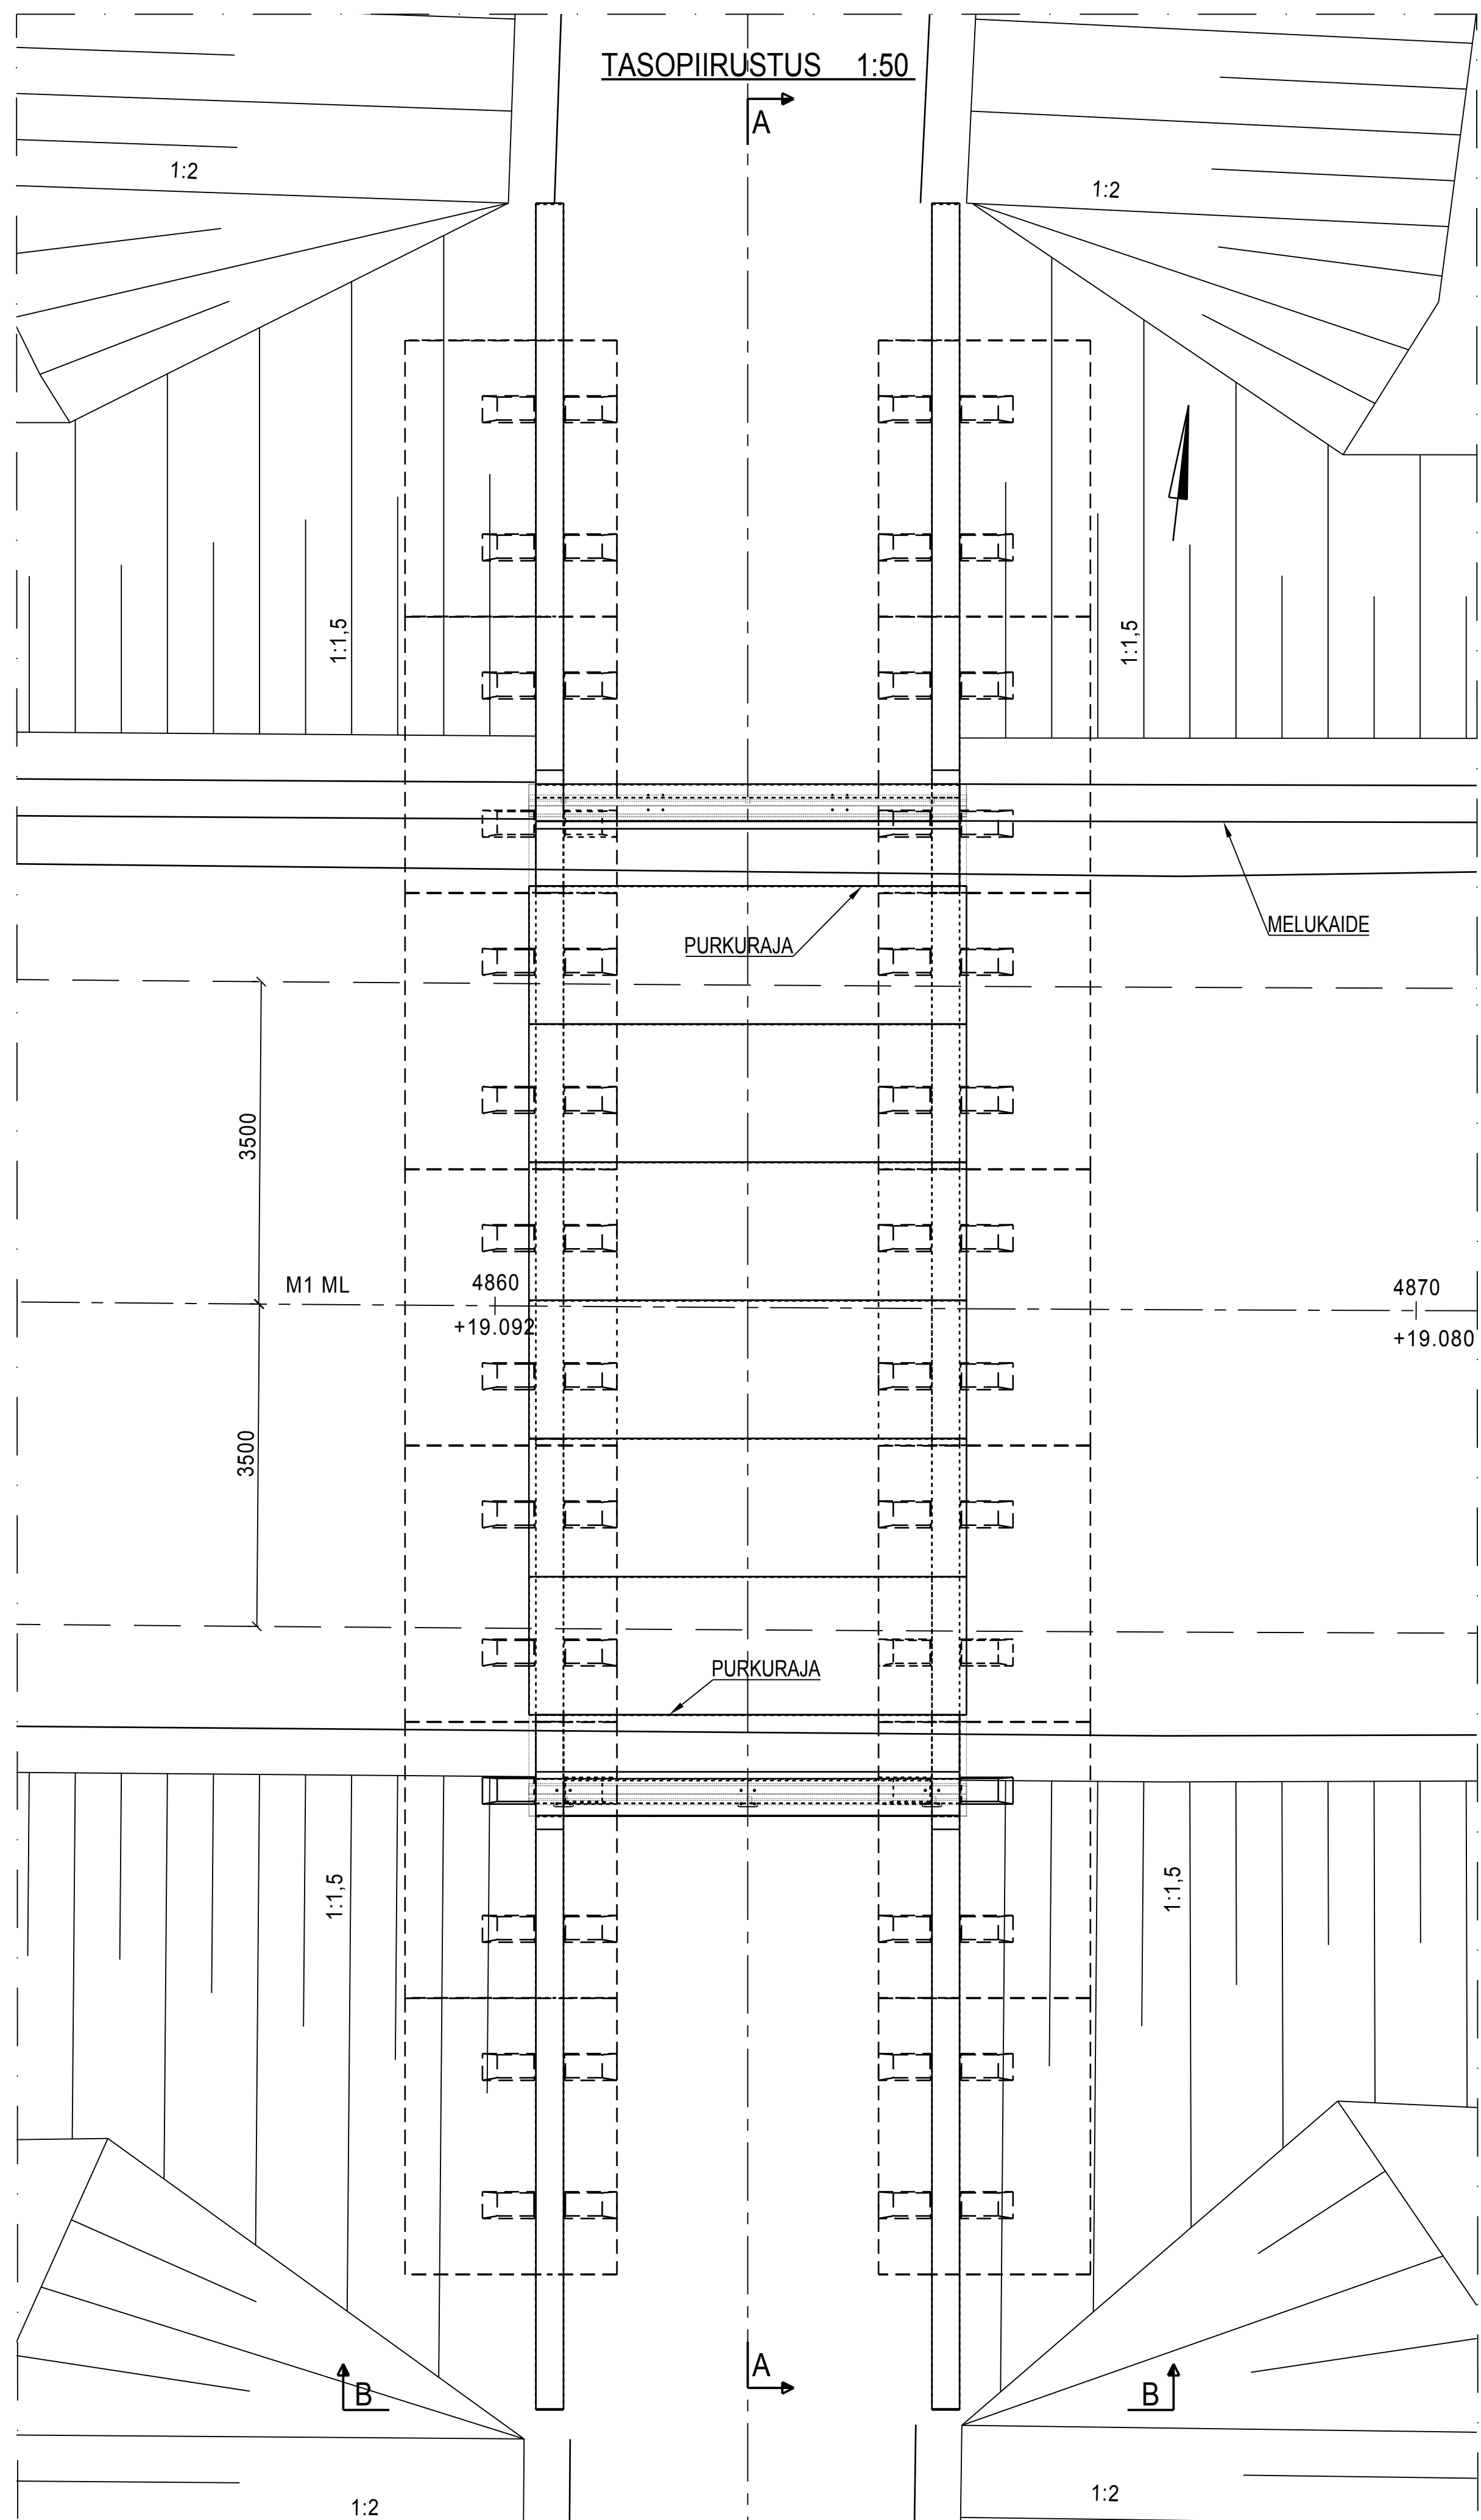 TASOPIIRUSTUS 1:50
A
1:2
1:2
1:1,5
1:1,5
MELUKAIDE
PURKURAJA
3500
M1 ML
4860
+19.092
4870
+19.080
3500
PURKURAJA
1:1,5
1:1,5
A
B
B
1:2
1:2